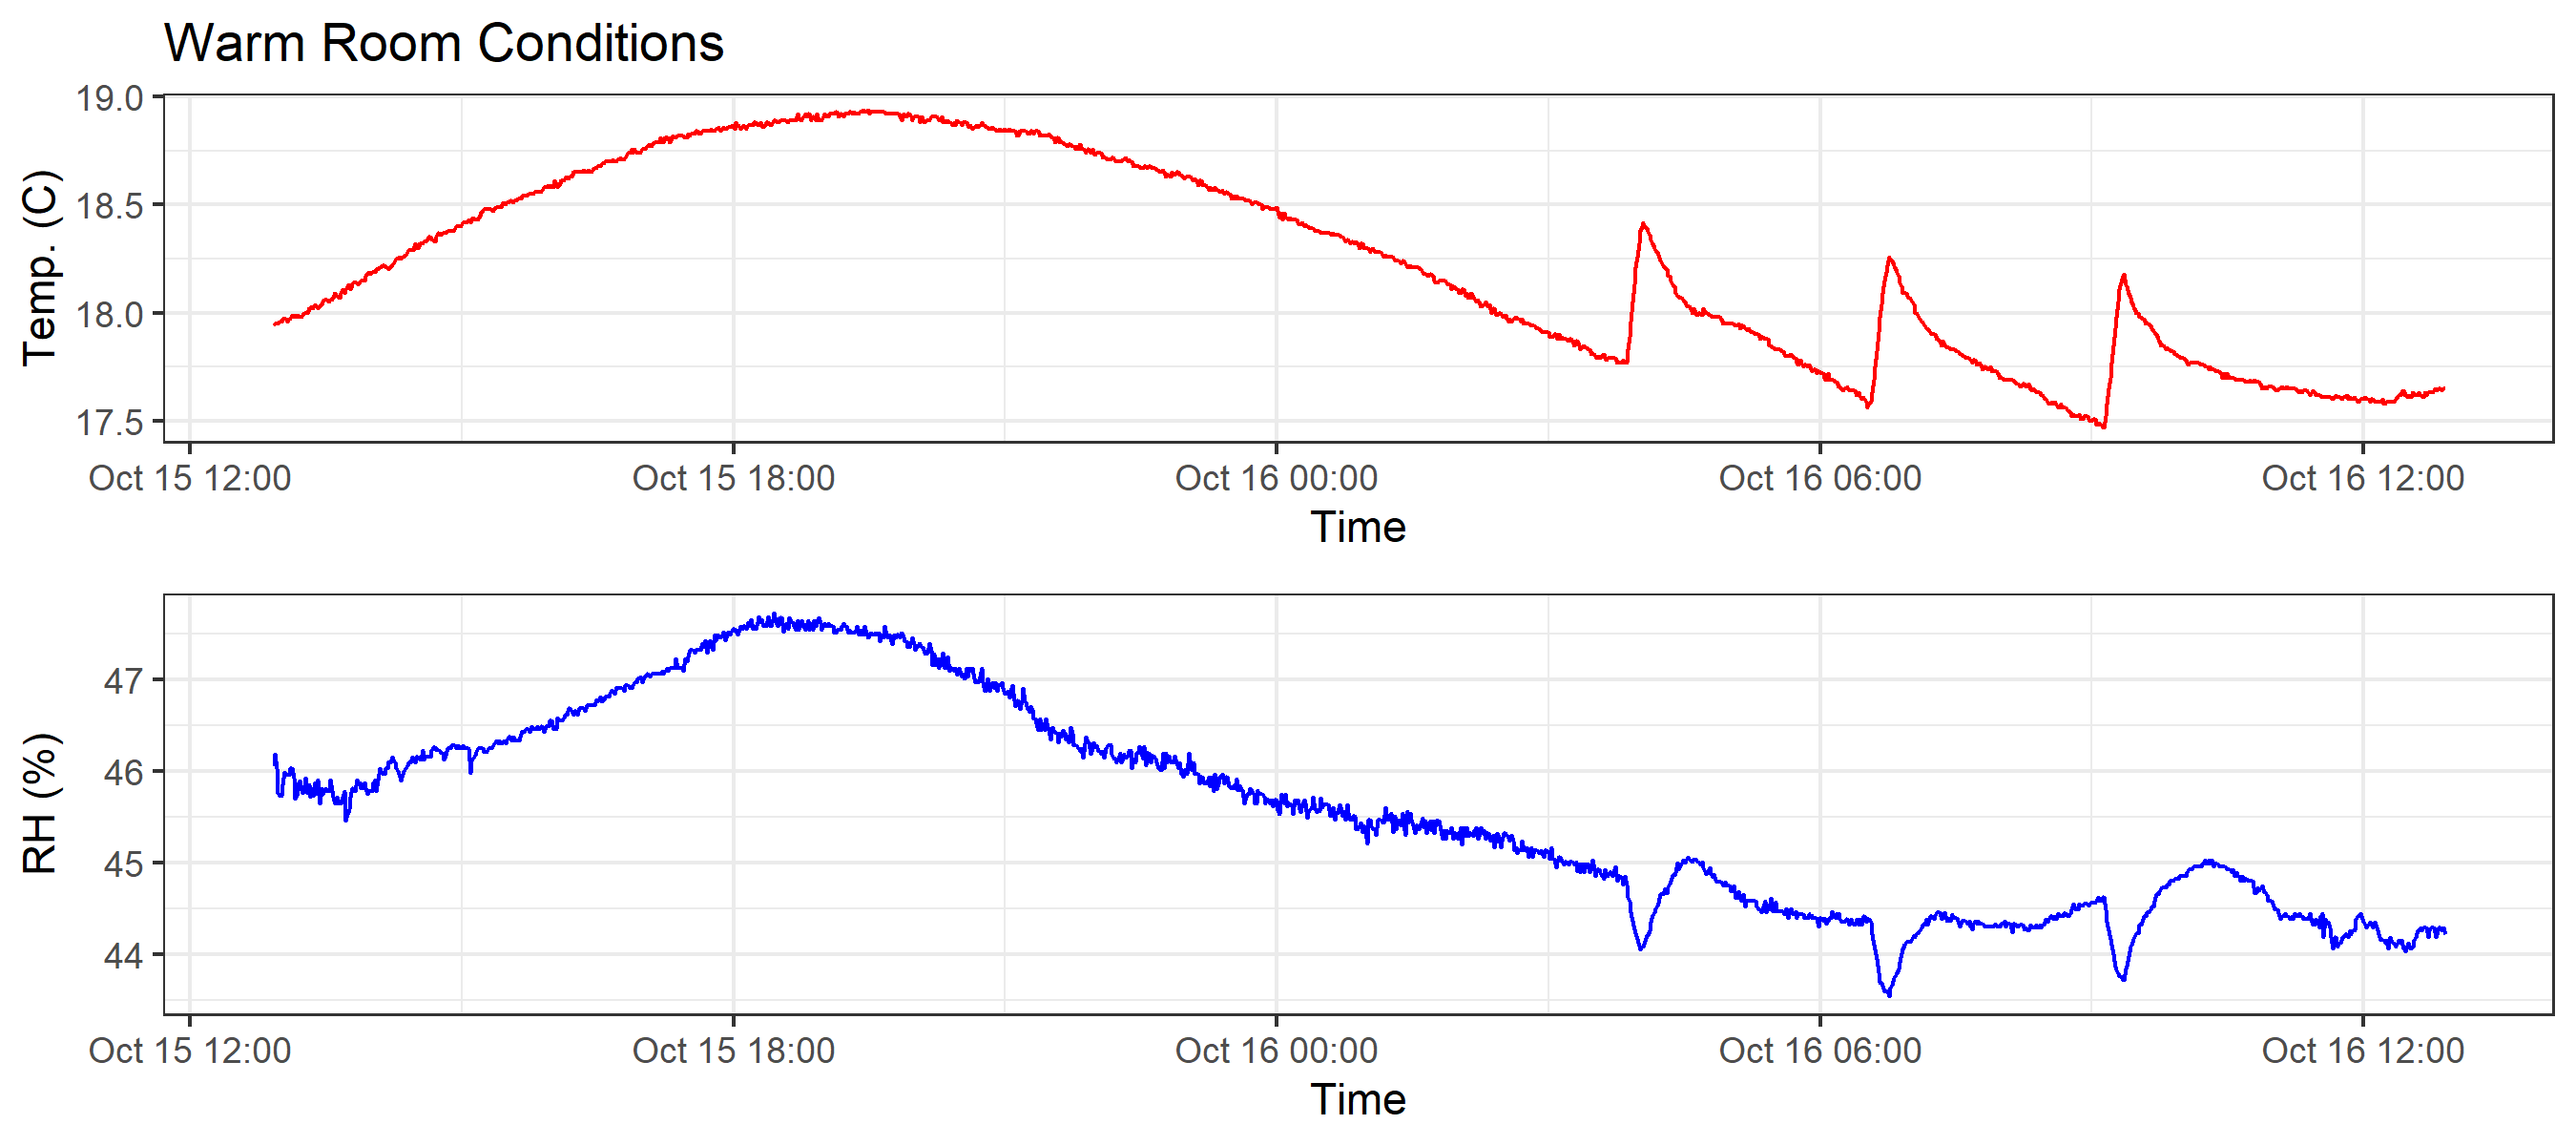 Warm Room Conditions
Temp. (C)
19.0
18.5
18.0
17.5
Oct 15 12:00 Oct 15 18:00 Oct 16 00:00 Oct 16 06:00 Oct 16 12:00
Time
RH (%)
47
46
45
44
Oct 15 12:00 Oct 15 18:00 Oct 16 00:00 Oct 16 06:00 Oct 16 12:00
Time